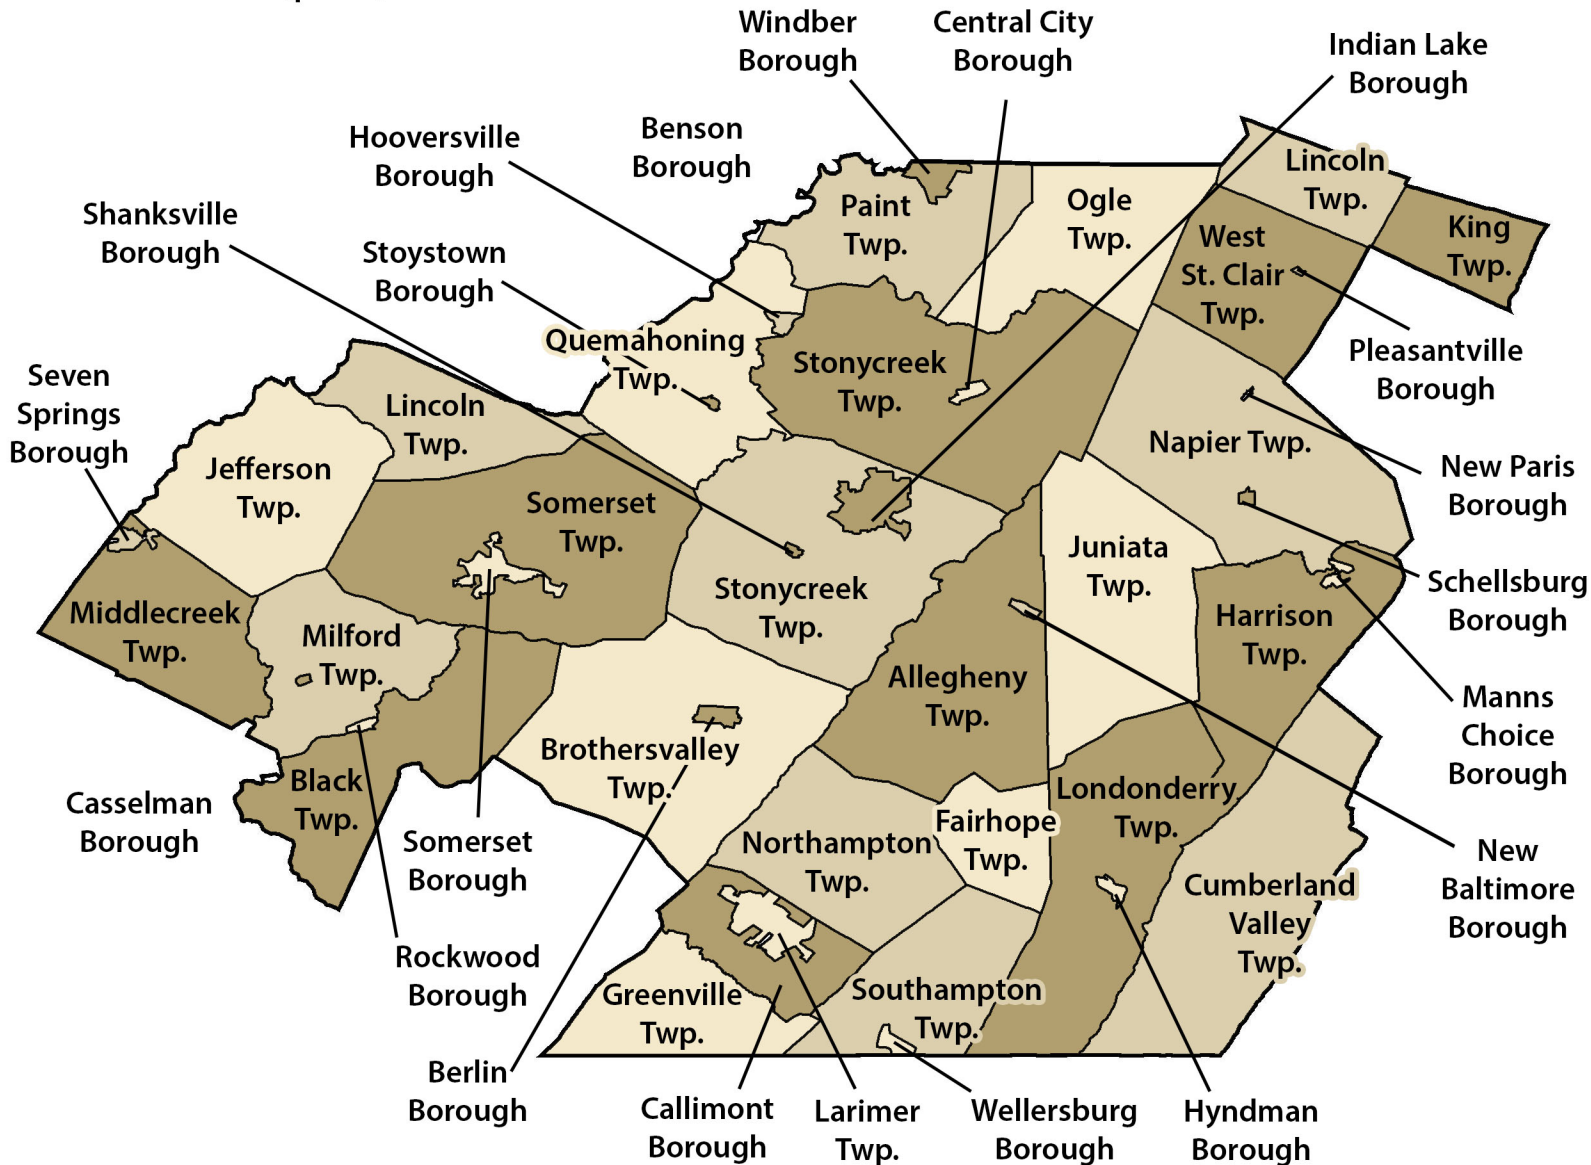 Windber
Borough
Central City
Borough
Indian Lake
Borough
Hooversville
Borough
Benson
Borough
Lincoln
Twp.
Shanksville
Borough
Stoystown
Borough
Paint
Twp.
Ogle
Twp.
West
St. Clair
Twp.
King
Twp.
Quemahoning
Twp.
Stonycreek
Twp.
Pleasantville
Borough
Seven
Springs
Borough
Lincoln
Twp.
Napier Twp.
Jefferson
Twp.
Somerset
Twp.
New Paris
Borough
Juniata
Twp.
Stonycreek
Twp.
Schellsburg
Borough
Middlecreek
Twp.
Milford
Twp.
Harrison
Twp.
Allegheny
Twp.
Manns
Choice
Borough
Brothersvalley
Twp.
Black
Twp.
Casselman
Borough
Londonderry
Twp.
Somerset
Borough
Northampton
Twp.
Fairhope
Twp.
New
Baltimore
Borough
Cumberland
Valley
Twp.
Rockwood
Borough
Greenville
Twp.
Southampton
Twp.
Berlin
Borough
Callimont
Borough
Larimer
Twp.
Wellersburg
Borough
Hyndman
Borough